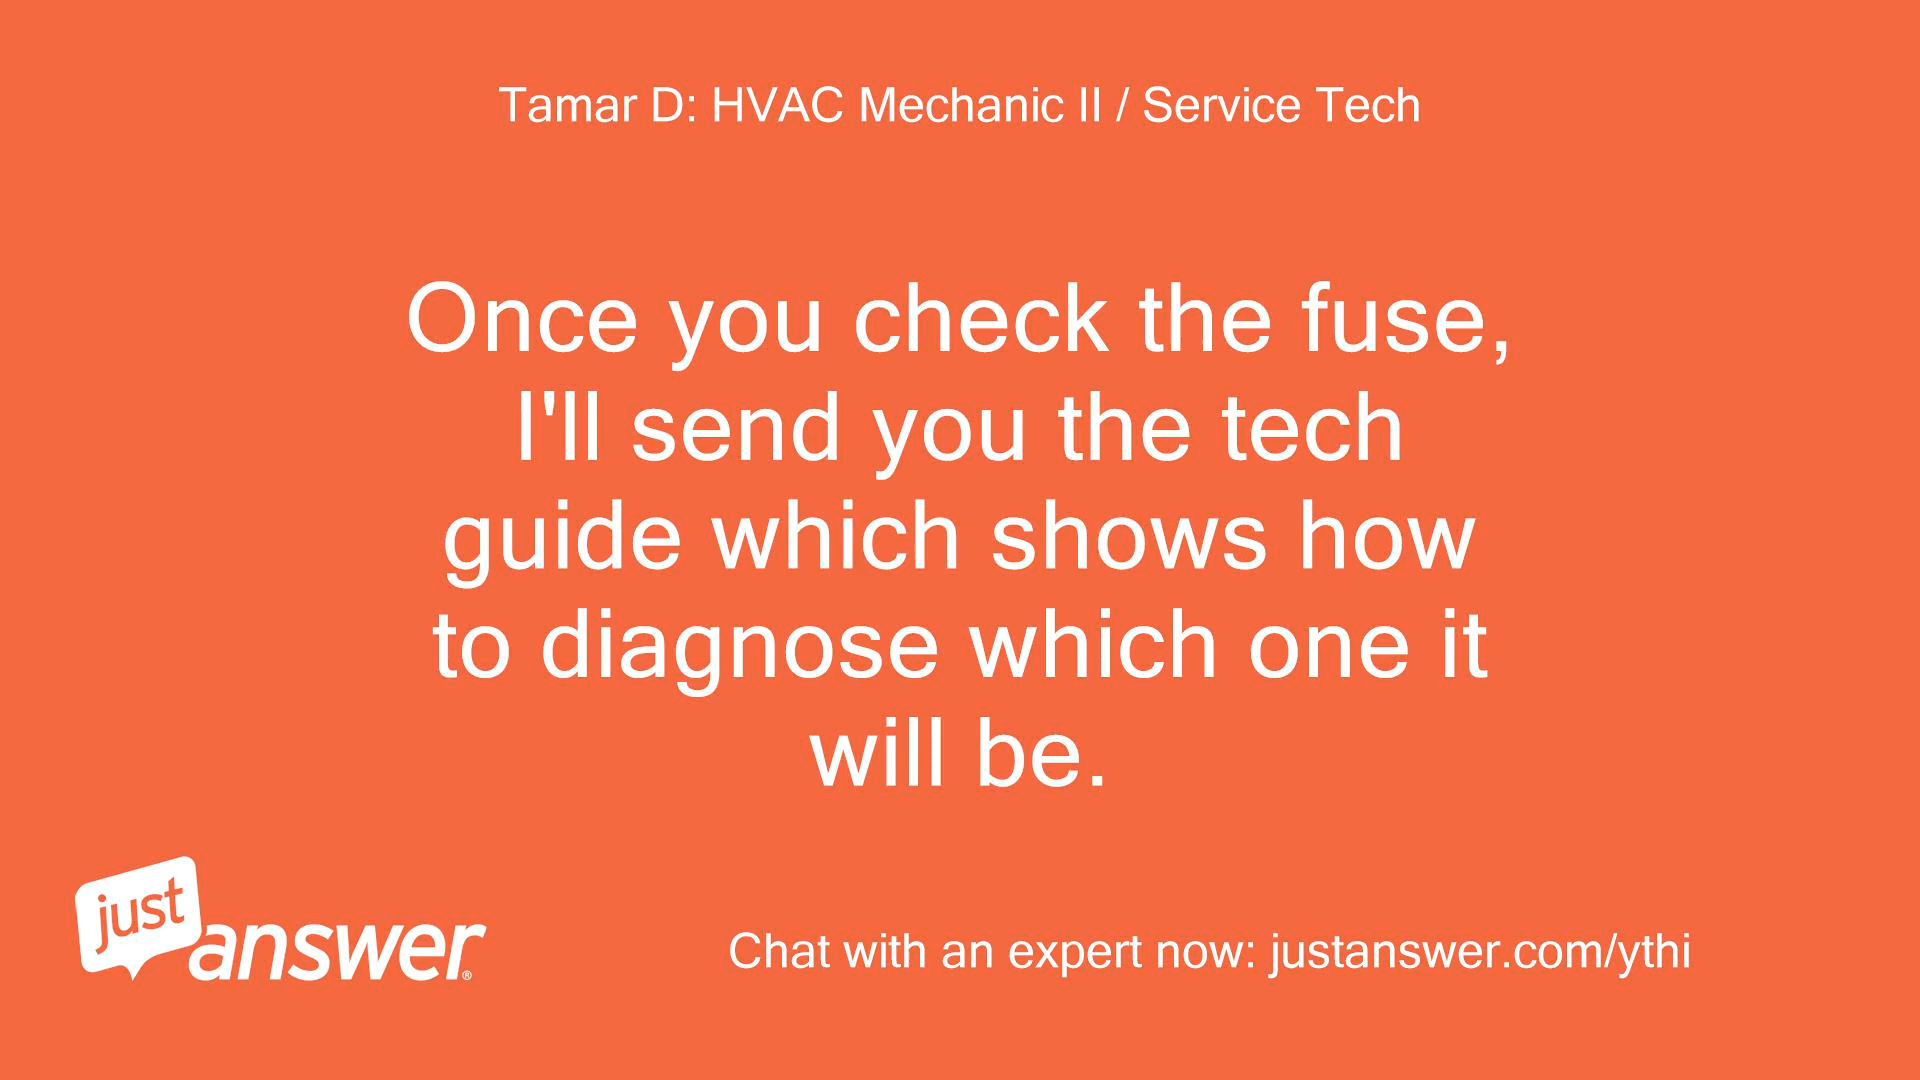 Tamar D: HVAC Mechanic II / Service Tech
Once you check the fuse,
I'll send you the tech
guide which shows how
to diagnose which one it
will be.
just
answer®
Chat with an expert now: justanswer.com/ythi